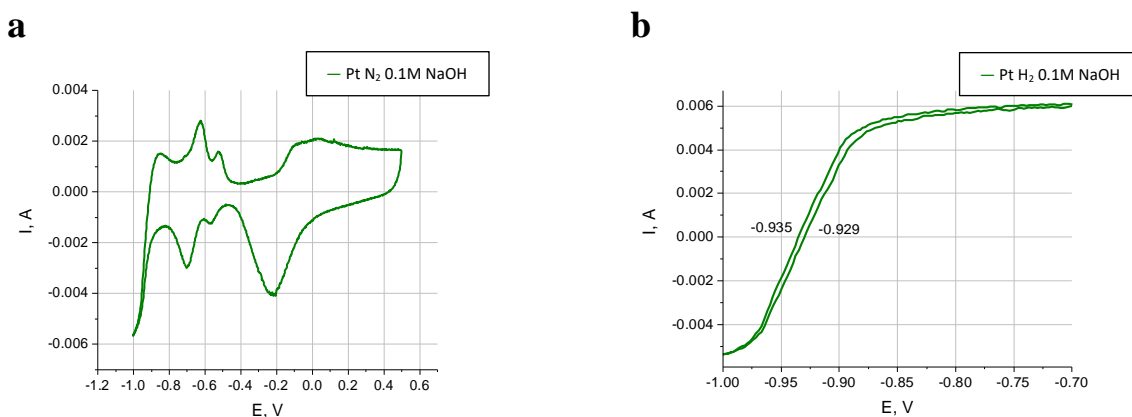 a
— Pt N₂ 0.1M NaOH
0.004
0.002
0.000
-0.002
-0.004
-0.006
I, A
-1.2 -1.0 -0.8 -0.6 -0.4 -0.2 0.0 0.2 0.4 0.6
E, V
b
— Pt H₂ 0.1M NaOH
0.006
0.004
0.002
0.000
-0.002
-0.004
I, A
-0.935 -0.929
-1.00 -0.95 -0.90 -0.85 -0.80 -0.75 -0.70
E, V